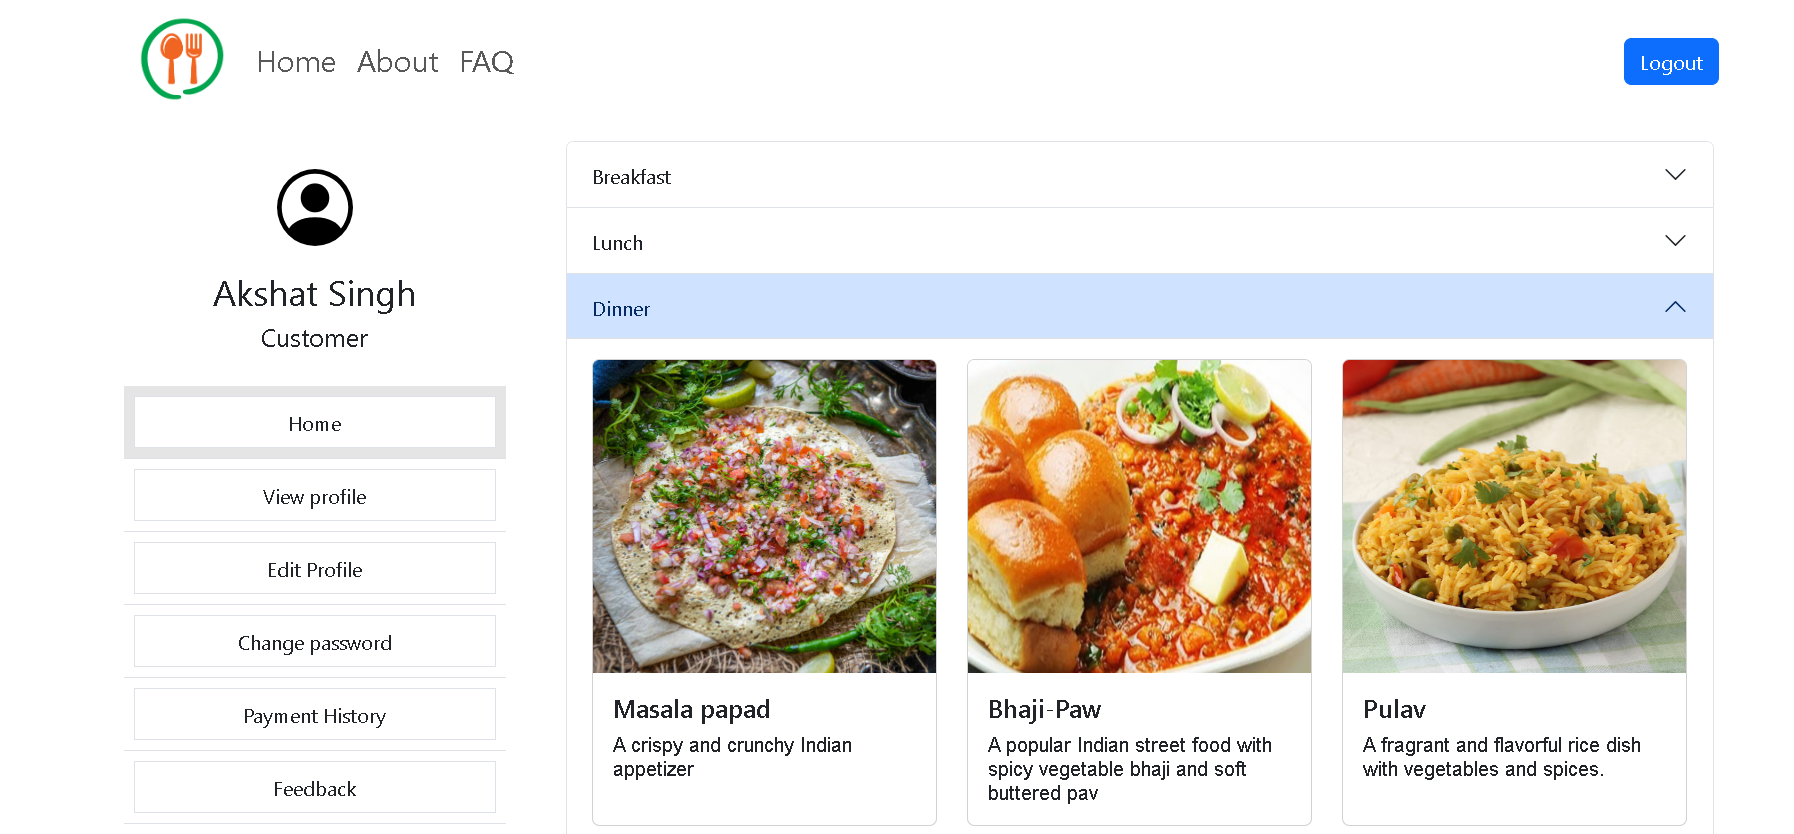 Home About FAQ
Logout
Akshat Singh
Customer
Home
View profile
Edit Profile
Change password
Payment History
Feedback
Breakfast
Lunch
Dinner
Masala papad
A crispy and crunchy Indian
appetizer
Bhaji-Paw
A popular Indian street food with
spicy vegetable bhaji and soft
buttered pav
Pulav
A fragrant and flavorful rice dish
with vegetables and spices.